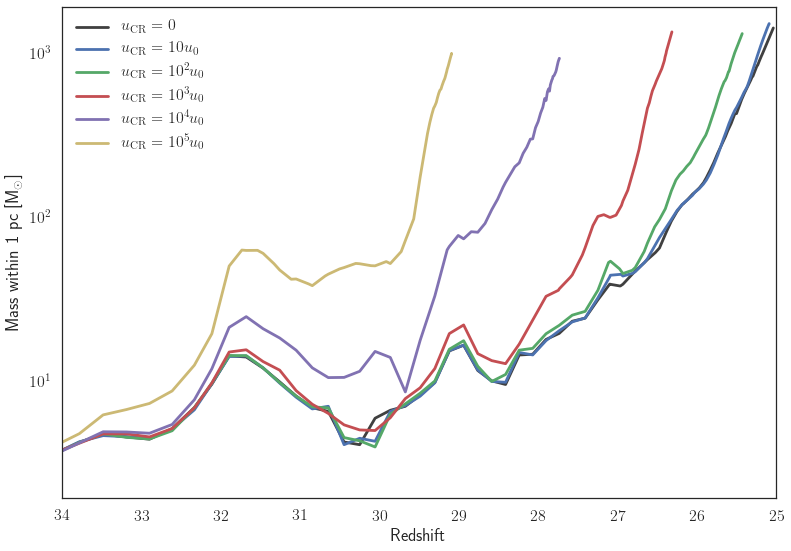 u_CR = 0
u_CR = 10u_0
u_CR = 10^2u_0
u_CR = 10^3u_0
u_CR = 10^4u_0
u_CR = 10^5u_0
Mass within 1 pc [M_☉]
10^3
10^2
10^1
34 33 32 31 30 29 28 27 26 25
Redshift